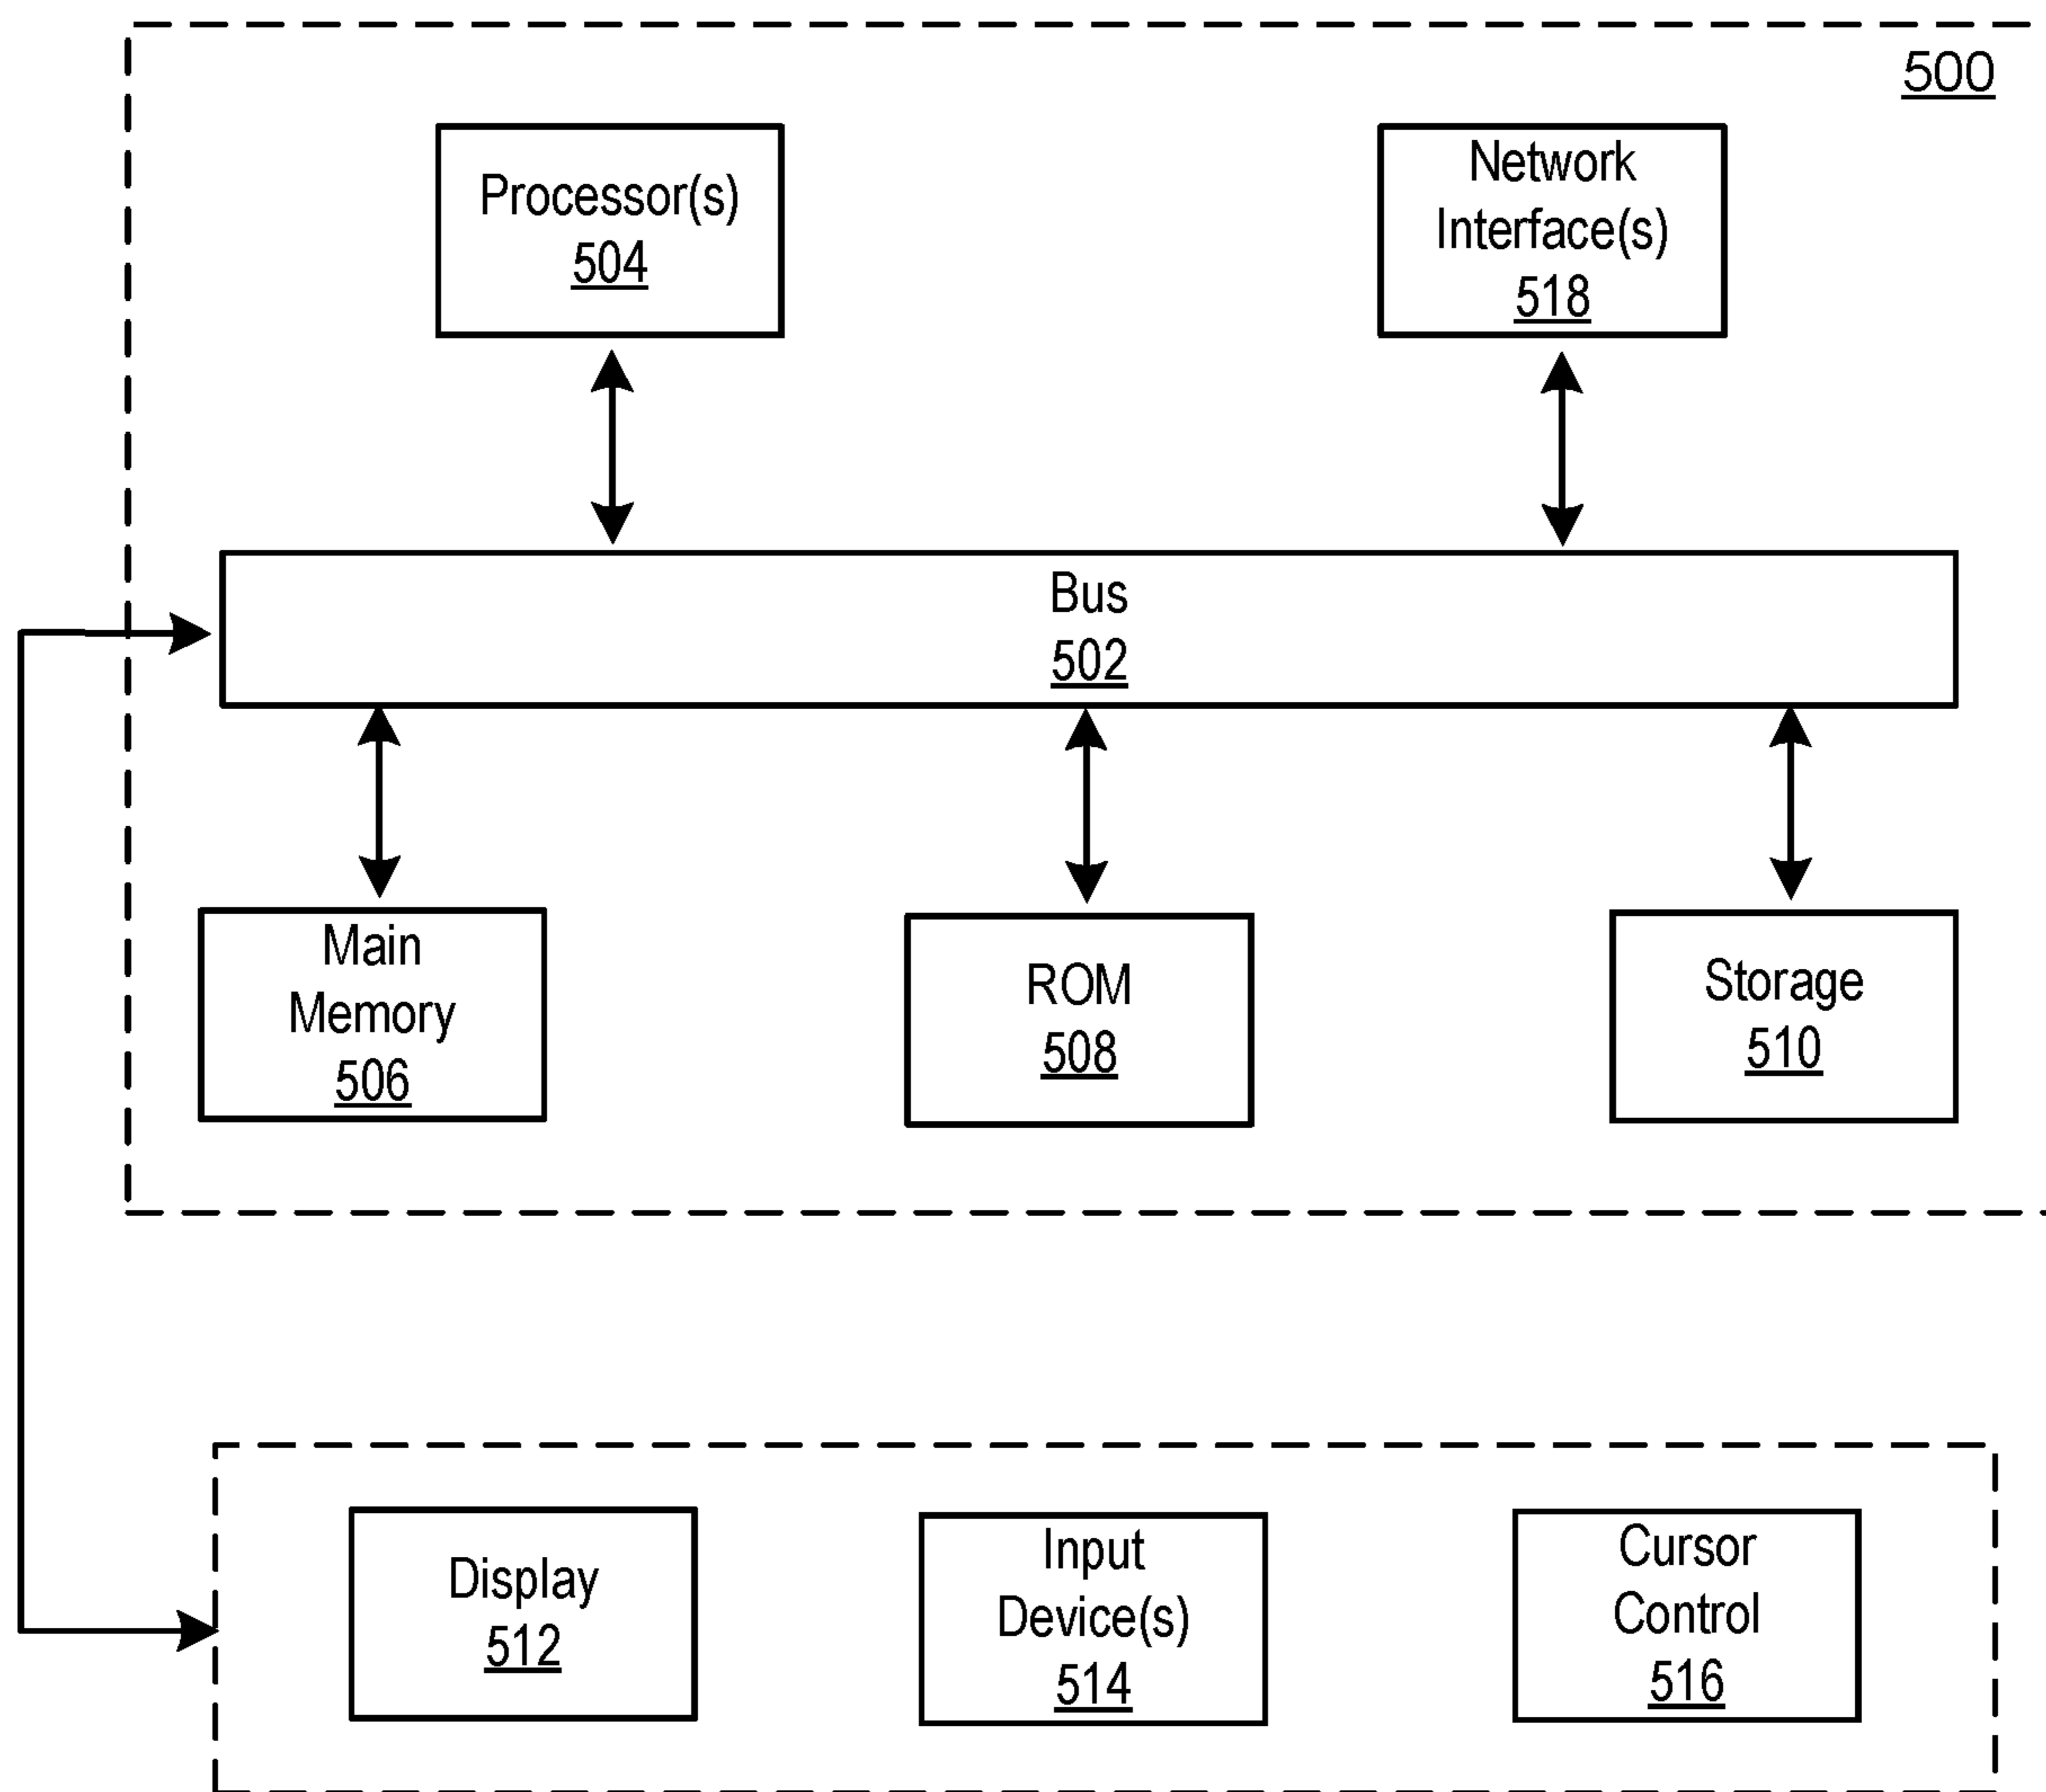 500
Processor(s)
504
Network
Interface(s)
518
Bus
502
Main
Memory
506
ROM
508
Storage
510
Display
512
Input
Device(s)
514
Cursor
Control
516